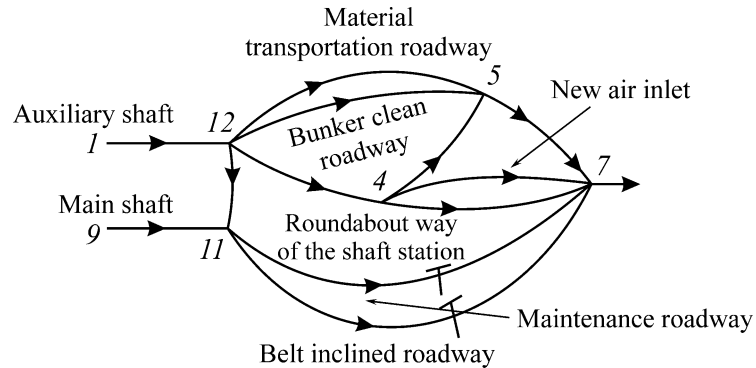 Material
transportation roadway
5
New air inlet
Auxiliary shaft
1
12
Bunker clean
roadway
4
7
Main shaft
9
11
Roundabout way
of the shaft station
Maintenance roadway
Belt inclined roadway